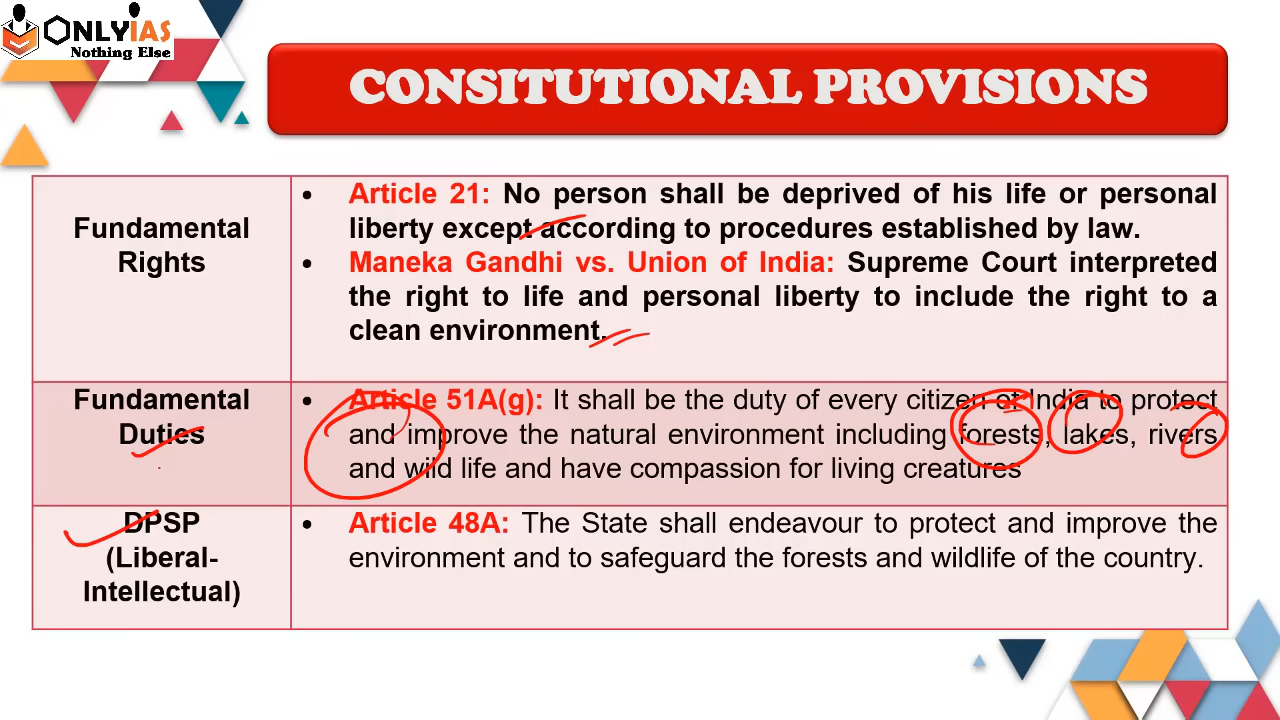 ONLYIAS
Nothing Else
CONSITUTIONAL PROVISIONS
Fundamental
Rights
• Article 21: No person shall be deprived of his life or personal
liberty except according to procedures established by law.
• Maneka Gandhi vs. Union of India: Supreme Court interpreted
the right to life and personal liberty to include the right to a
clean environment.
Fundamental
Duties
• Article 51A(g): It shall be the duty of every citizen of India to protect
and improve the natural environment including forests, lakes, rivers
and wild life and have compassion for living creatures
DPSP
(Liberal-
Intellectual)
• Article 48A: The State shall endeavour to protect and improve the
environment and to safeguard the forests and wildlife of the country.